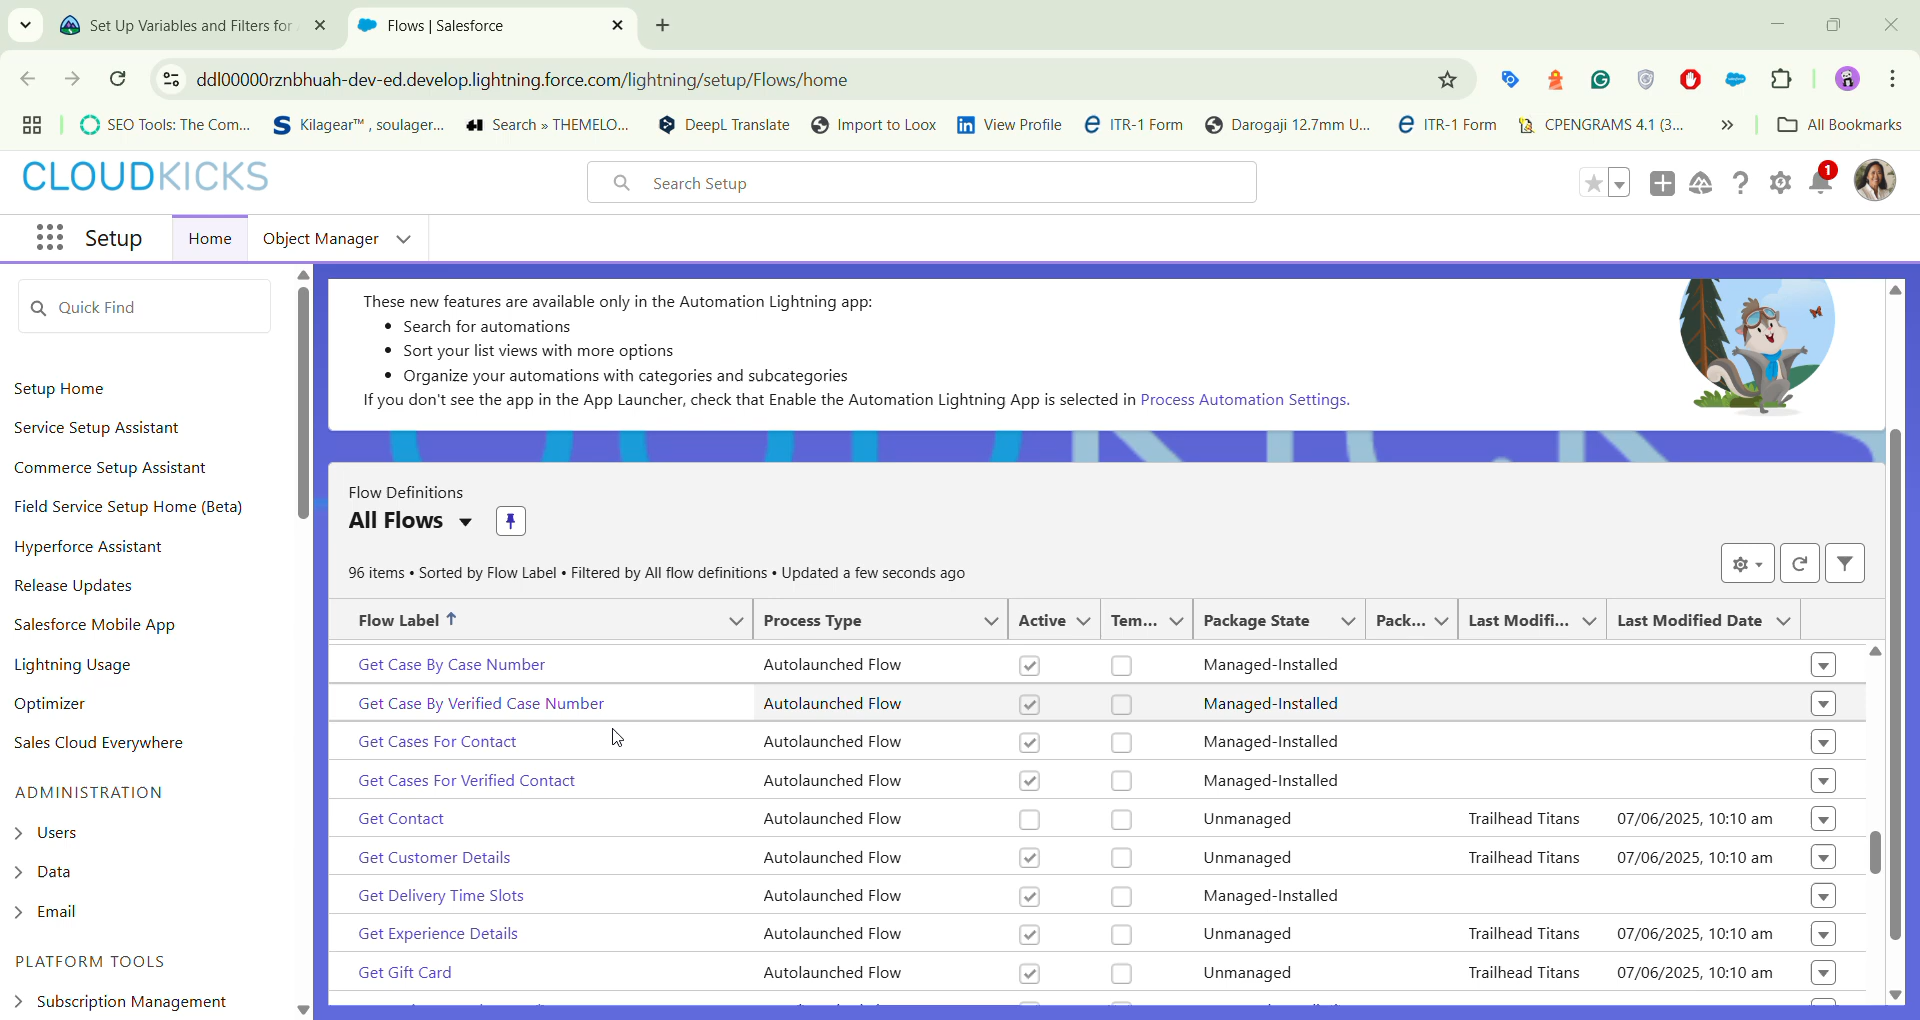 Set Up Variables and Filters for
Flows | Salesforce
ddl00000rznbhuah-dev-ed.develop.lightning.force.com/lightning/setup/Flows/home
SEO Tools: The Com...
Kilagear™ , soulager...
Search » THEMELO...
DeepL Translate
Import to Loox
View Profile
ITR-1 Form
Darogaji 12.7mm U...
ITR-1 Form
CPENGRAMS 4.1 (3...
»
All Bookmarks
CLOUDKICKS
Search Setup
1
Setup
Home
Object Manager
Quick Find
Setup Home
Service Setup Assistant
Commerce Setup Assistant
Field Service Setup Home (Beta)
Hyperforce Assistant
Release Updates
Salesforce Mobile App
Lightning Usage
Optimizer
Sales Cloud Everywhere
ADMINISTRATION
Users
Data
Email
PLATFORM TOOLS
Subscription Management
These new features are available only in the Automation Lightning app:
• Search for automations
• Sort your list views with more options
• Organize your automations with categories and subcategories
If you don't see the app in the App Launcher, check that Enable the Automation Lightning App is selected in Process Automation Settings.
Flow Definitions
All Flows
96 items • Sorted by Flow Label • Filtered by All flow definitions • Updated a few seconds ago
Flow Label Process Type Active Tem... Package State Pack... Last Modifi... Last Modified Date
Get Case By Case Number Autolaunched Flow Managed-Installed
Get Case By Verified Case Number Autolaunched Flow Managed-Installed
Get Cases For Contact Autolaunched Flow Managed-Installed
Get Cases For Verified Contact Autolaunched Flow Managed-Installed
Get Contact Autolaunched Flow Unmanaged Trailhead Titans 07/06/2025, 10:10 am
Get Customer Details Autolaunched Flow Unmanaged Trailhead Titans 07/06/2025, 10:10 am
Get Delivery Time Slots Autolaunched Flow Managed-Installed
Get Experience Details Autolaunched Flow Unmanaged Trailhead Titans 07/06/2025, 10:10 am
Get Gift Card Autolaunched Flow Unmanaged Trailhead Titans 07/06/2025, 10:10 am